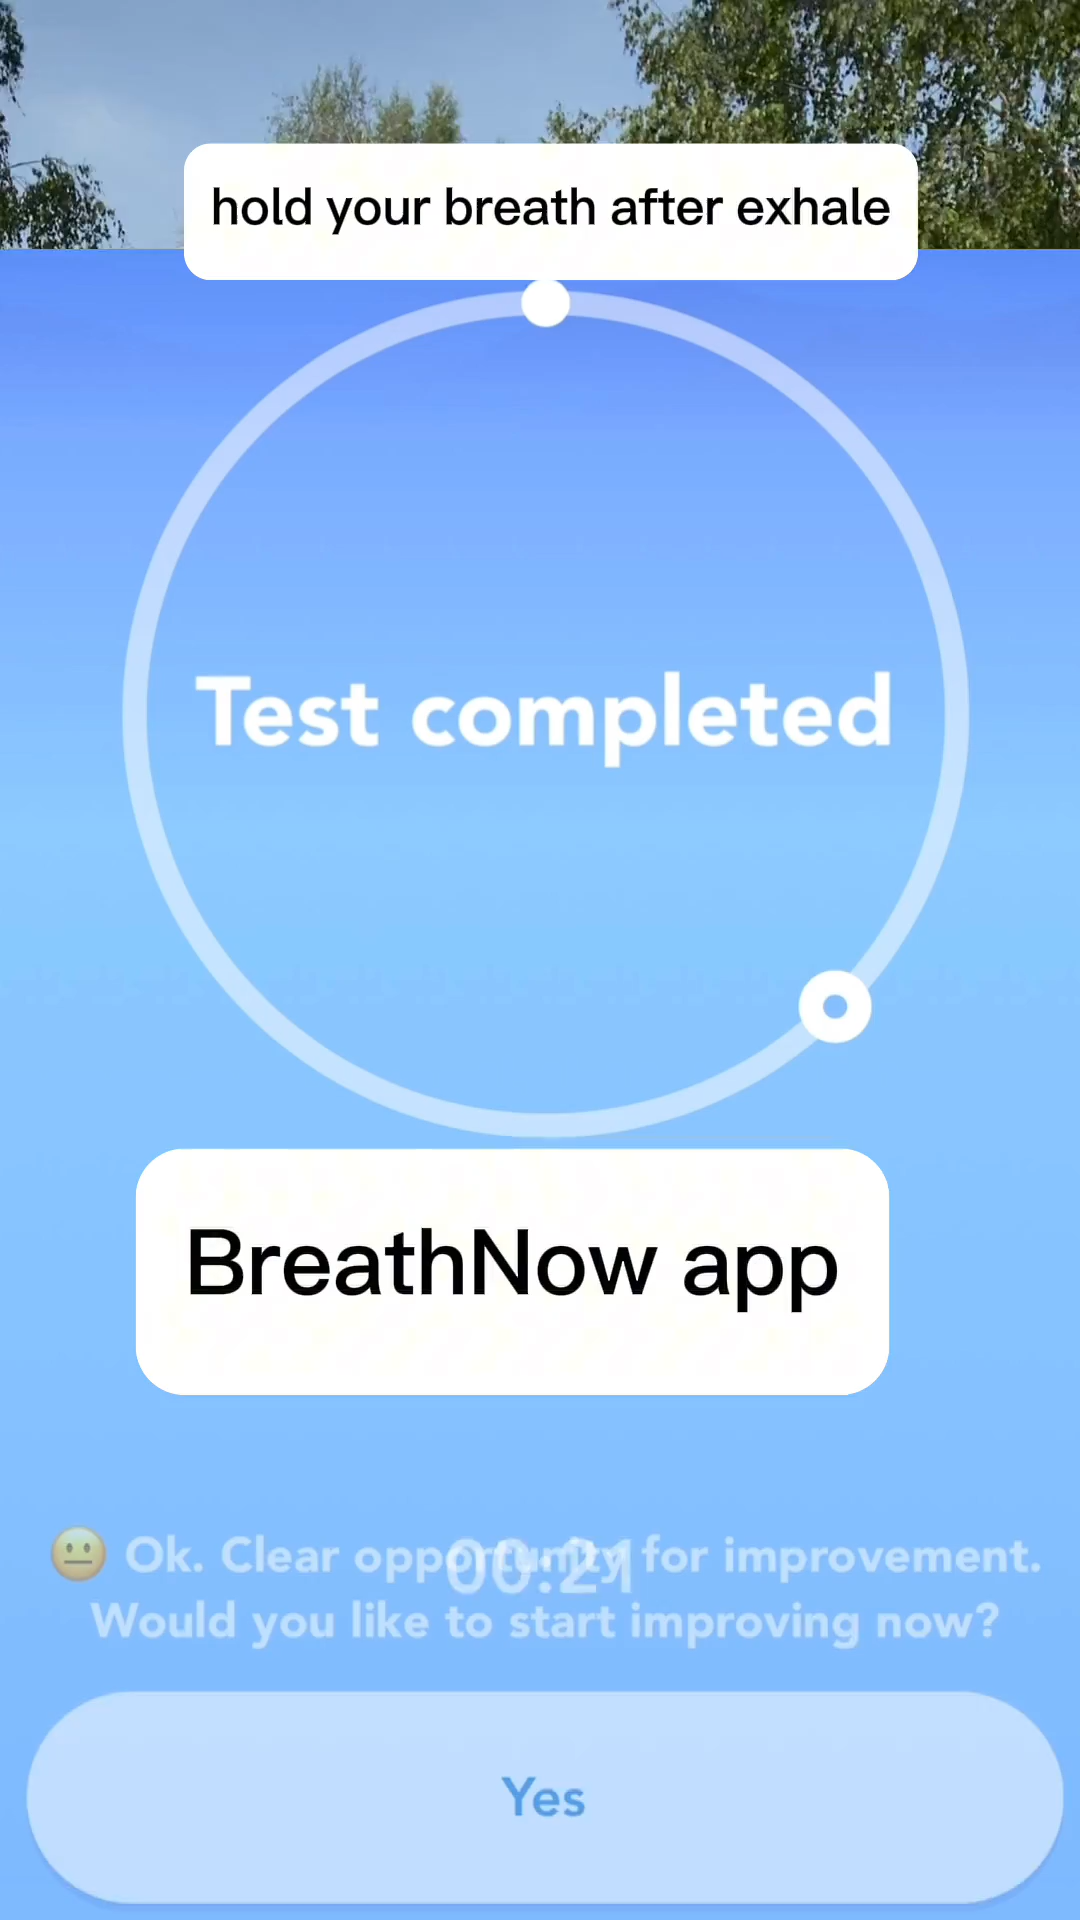 hold your breath after exhale
Test completed
BreathNow app
😐 Ok. Clear opportunity for improvement.
00:21
Would you like to start improving now?
Yes